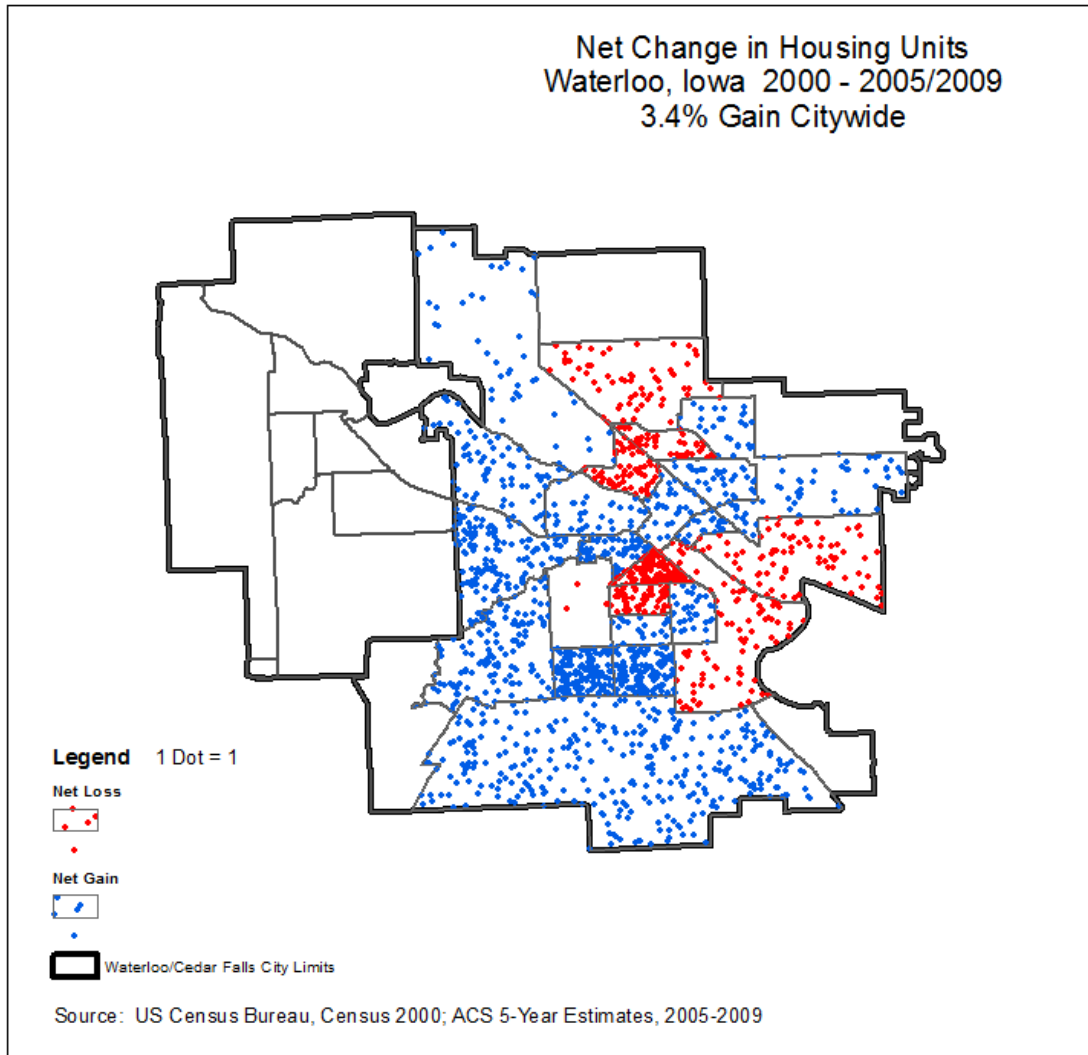 Net Change in Housing Units
Waterloo, Iowa 2000 - 2005/2009
3.4% Gain Citywide
Legend 1 Dot = 1
Net Loss
Net Gain
Waterloo/Cedar Falls City Limits
Source: US Census Bureau, Census 2000; ACS 5-Year Estimates, 2005-2009